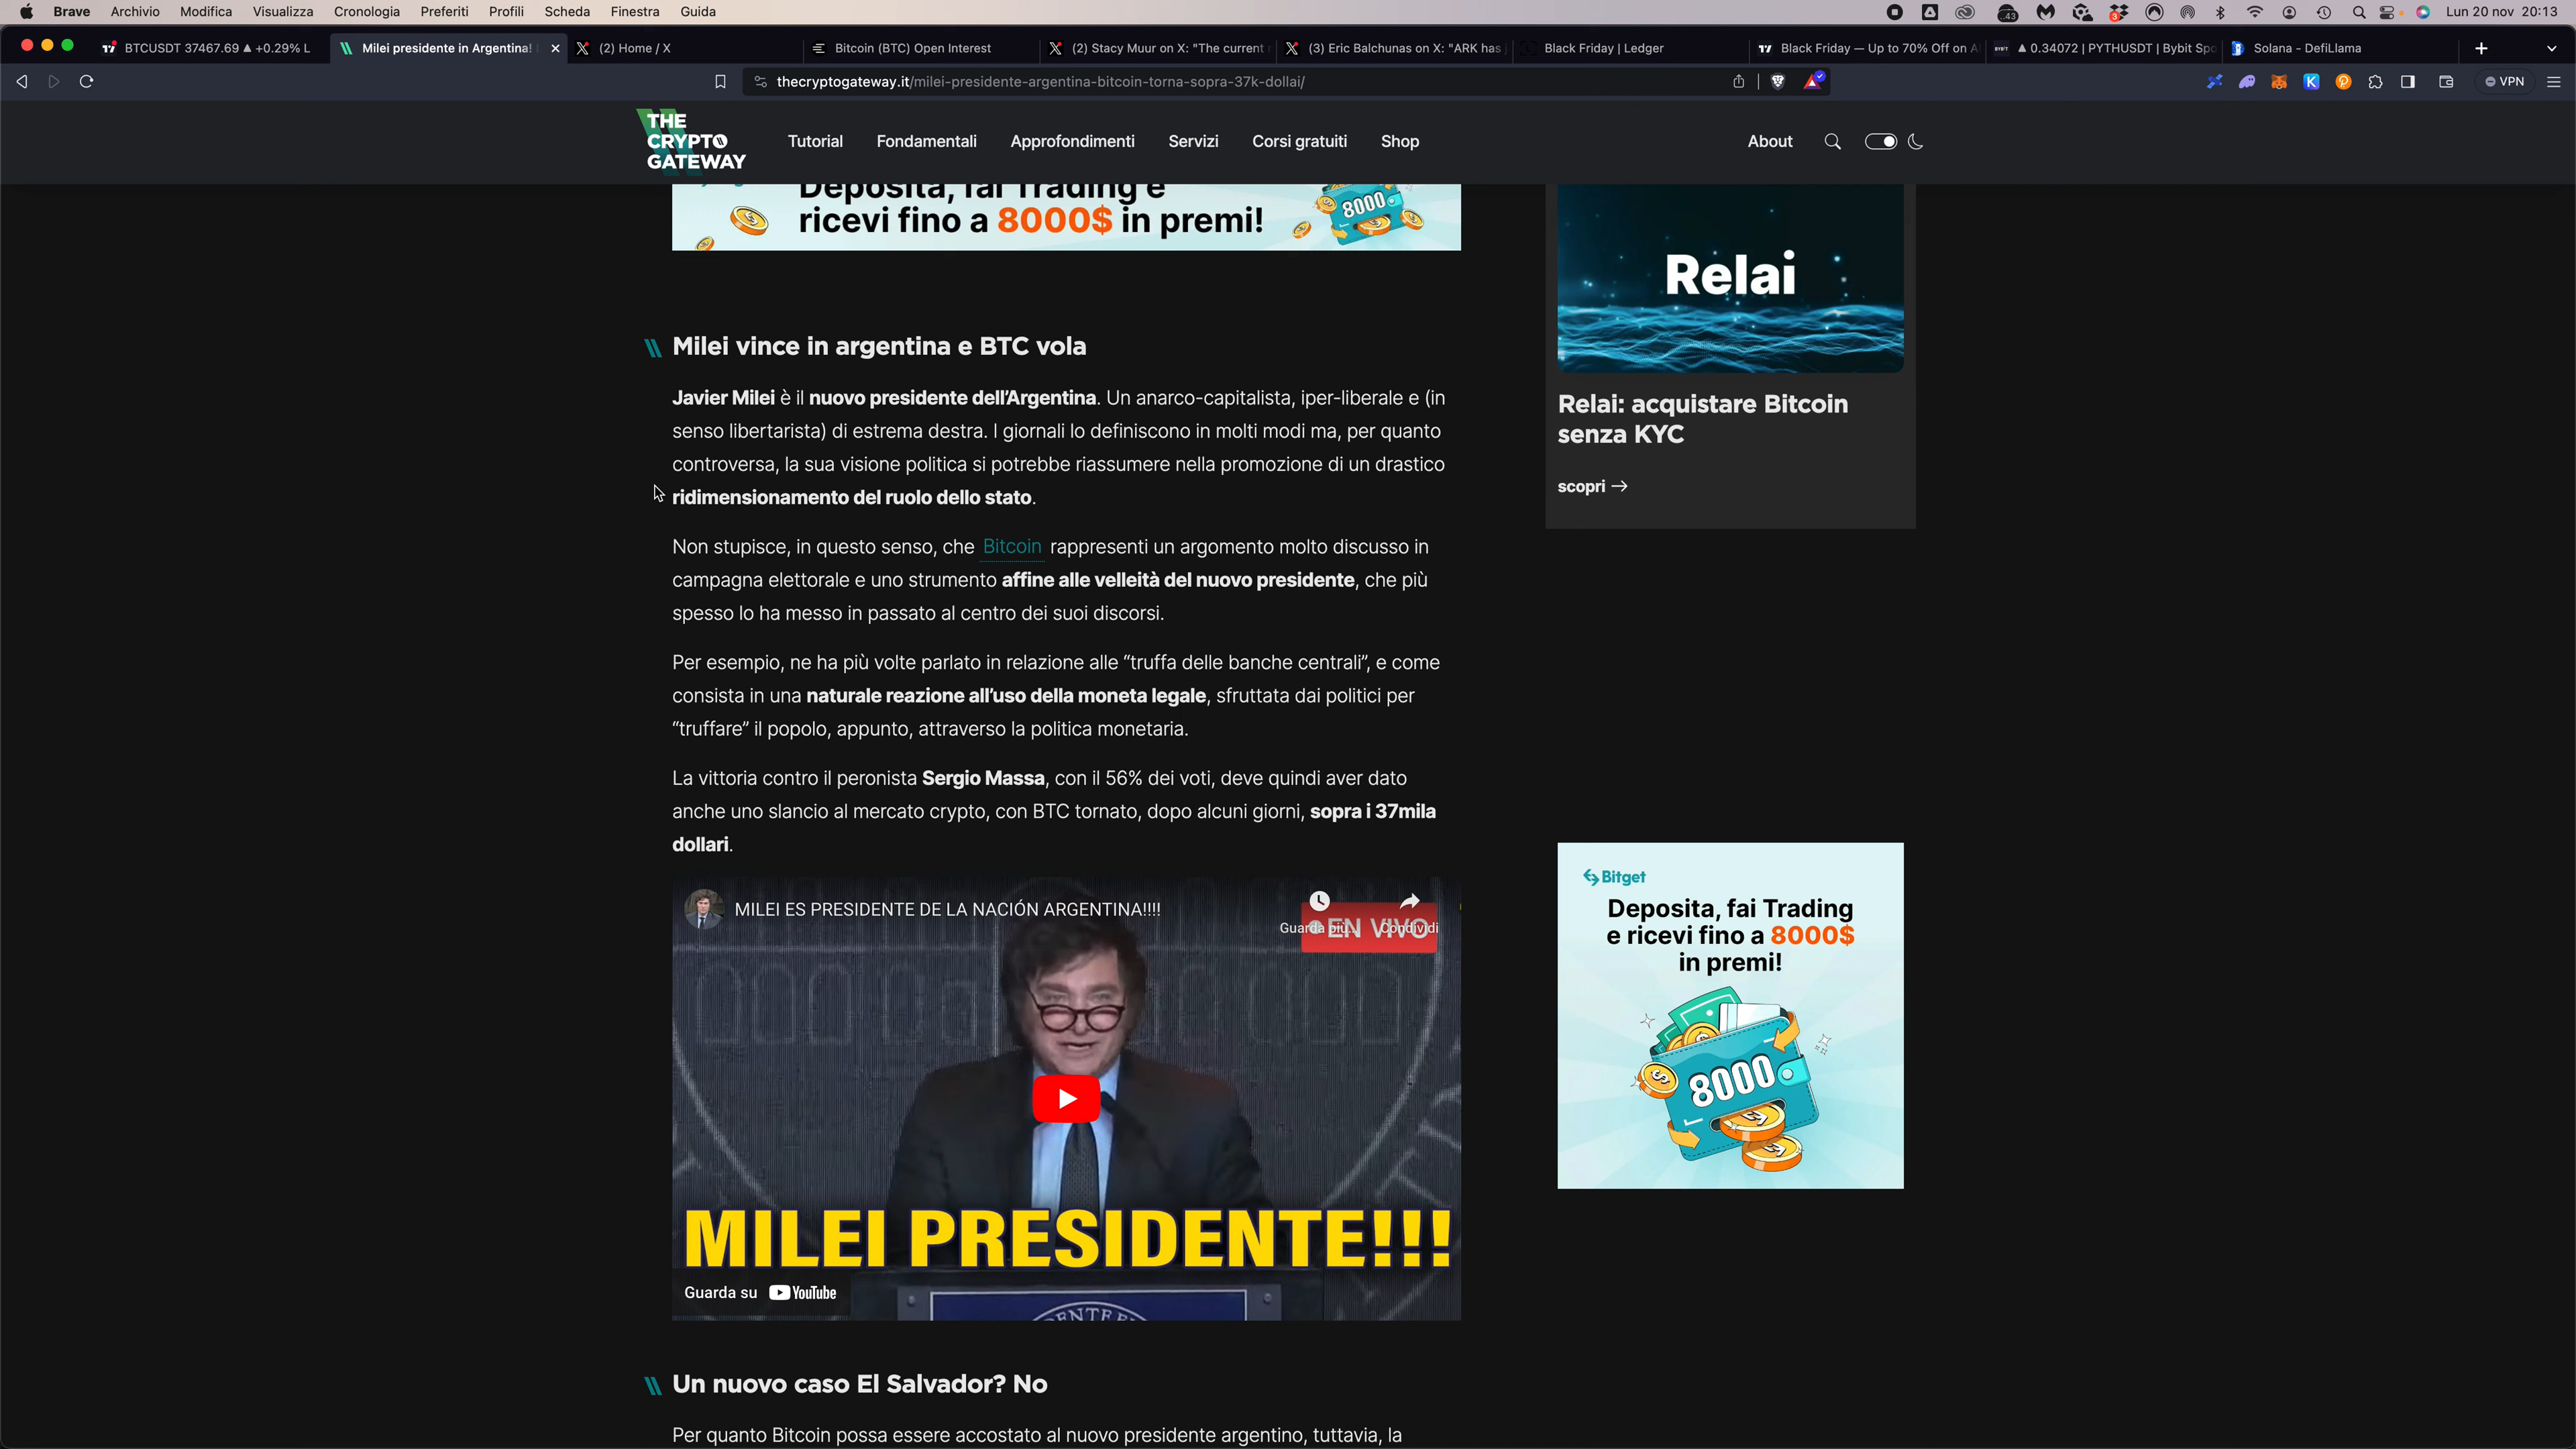 Brave Archivio Modifica Visualizza Cronologia Preferiti Profili Scheda Finestra Guida
Lun 20 nov 20:13
BTCUSDT 37467.69 ▲ +0.29% L
Milei presidente in Argentina!
(2) Home / X
Bitcoin (BTC) Open Interest
(2) Stacy Muur on X: "The current
(3) Eric Balchunas on X: "ARK has
Black Friday | Ledger
Black Friday — Up to 70% Off on A
▲ 0.34072 | PYTHUSDT | Bybit Spo
Solana - DefiLlama
thecryptogateway.it/milei-presidente-argentina-bitcoin-torna-sopra-37k-dollai/
VPN
THE
CRYPTO
GATEWAY
Tutorial Fondamentali Approfondimenti Servizi Corsi gratuiti Shop
About
Deposita, fai Trading e
ricevi fino a 8000$ in premi!
8000
Milei vince in argentina e BTC vola
Javier Milei è il nuovo presidente dell'Argentina. Un anarco-capitalista, iper-liberale e (in
senso libertarista) di estrema destra. I giornali lo definiscono in molti modi ma, per quanto
controversa, la sua visione politica si potrebbe riassumere nella promozione di un drastico
ridimensionamento del ruolo dello stato.
Non stupisce, in questo senso, che Bitcoin rappresenti un argomento molto discusso in
campagna elettorale e uno strumento affine alle velleità del nuovo presidente, che più
spesso lo ha messo in passato al centro dei suoi discorsi.
Per esempio, ne ha più volte parlato in relazione alle “truffa delle banche centrali”, e come
consista in una naturale reazione all'uso della moneta legale, sfruttata dai politici per
“truffare” il popolo, appunto, attraverso la politica monetaria.
La vittoria contro il peronista Sergio Massa, con il 56% dei voti, deve quindi aver dato
anche uno slancio al mercato crypto, con BTC tornato, dopo alcuni giorni, sopra i 37mila
dollari.
MILEI ES PRESIDENTE DE LA NACIÓN ARGENTINA!!!!
Guarda più... Condividi
EN VIVO
MILEI PRESIDENTE!!!
Guarda su YouTube
Un nuovo caso El Salvador? No
Per quanto Bitcoin possa essere accostato al nuovo presidente argentino, tuttavia, la
Relai
Relai: acquistare Bitcoin
senza KYC
scopri →
Bitget
Deposita, fai Trading
e ricevi fino a 8000$
in premi!
8000